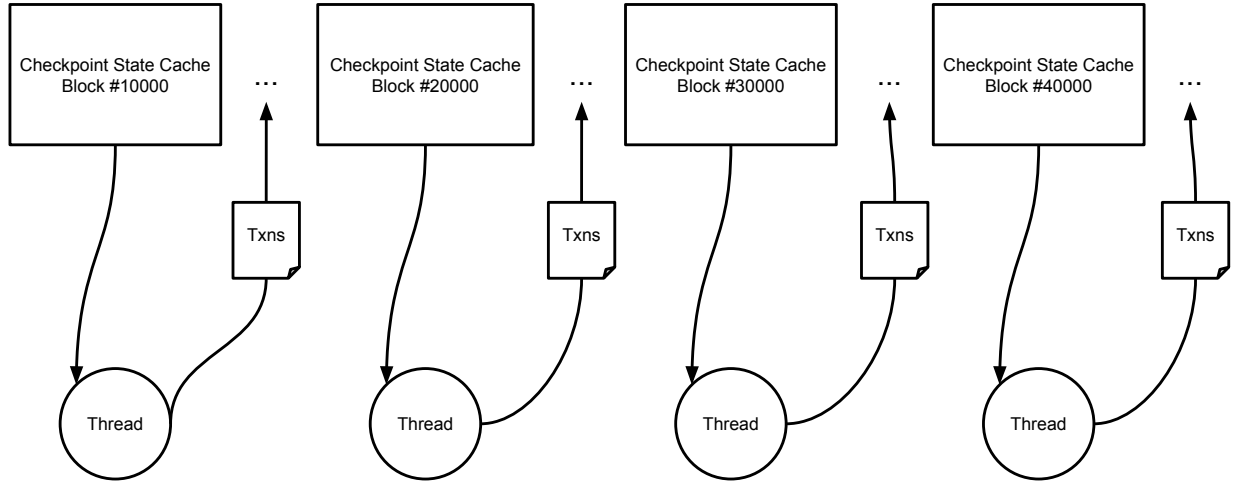 Checkpoint State Cache
Block #10000
...
Checkpoint State Cache
Block #20000
...
Checkpoint State Cache
Block #30000
...
Checkpoint State Cache
Block #40000
...
Txns
Txns
Txns
Txns
Thread
Thread
Thread
Thread